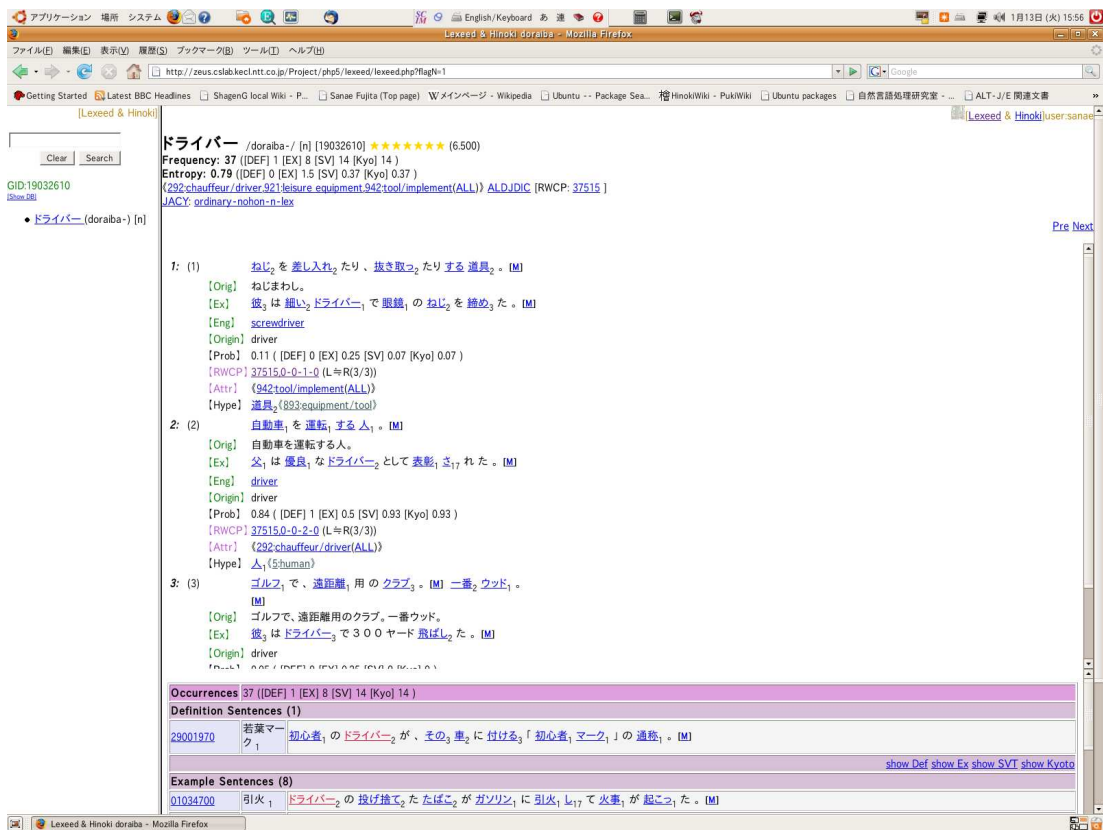 アプリケーション 場所 システム English/Keyboard あ 連 1月13日 (火) 15:56
Lexeed & Hinoki doraiba - Mozilla Firefox
ファイル(F) 編集(E) 表示(V) 履歴(S) ブックマーク(B) ツール(T) ヘルプ(H)
http://zeus.cslab.kecl.ntt.co.jp/Project/php5/lexeed/lexeed.php?flagN=1 Google
Getting Started Latest BBC Headlines ShagenG local Wiki - P... Sanae Fujita (Top page) メインページ - Wikipedia Ubuntu -- Package Sea... HinokiWiki - PukiWiki Ubuntu packages 自然言語処理研究室 - ... ALT-J/E 関連文書 »
[Lexeed & Hinoki]
Clear Search
GID:19032610
[Show DB]
• ドライバー (doraiba-) [n]
[Lexeed & Hinoki]user:sanae
ドライバー /doraiba-/ [n] [19032610] ★★★★★★★ (6.500)
Frequency: 37 ([DEF] 1 [EX] 8 [SV] 14 [Kyo] 14 )
Entropy: 0.79 ([DEF] 0 [EX] 1.5 [SV] 0.37 [Kyo] 0.37 )
《292:chauffeur/driver,921:leisure equipment,942:tool/implement(ALL)》 ALDJDIC [RWCP: 37515 ]
JACY: ordinary-nohon-n-lex
Pre Next
1: (1) ねじ2 を 差し入れ2 たり 、 抜き取っ2 たり する 道具2 。 [M]
【Orig】 ねじまわし。
【Ex】 彼3 は 細い2 ドライバー1 で 眼鏡1 の ねじ2 を 締め3 た 。 [M]
【Eng】 screwdriver
【Origin】 driver
【Prob】 0.11 ( [DEF] 0 [EX] 0.25 [SV] 0.07 [Kyo] 0.07 )
【RWCP】 37515,0-0-1-0 (L≒R(3/3))
【Attr】 《942:tool/implement(ALL)》
【Hype】 道具2《893:equipment/tool》
2: (2) 自動車1 を 運転1 する 人1 。 [M]
【Orig】 自動車を運転する人。
【Ex】 父1 は 優良1 な ドライバー2 として 表彰1 さ17 れ た 。 [M]
【Eng】 driver
【Origin】 driver
【Prob】 0.84 ( [DEF] 1 [EX] 0.5 [SV] 0.93 [Kyo] 0.93 )
【RWCP】 37515,0-0-2-0 (L≒R(3/3))
【Attr】 《292:chauffeur/driver(ALL)》
【Hype】 人1《5:human》
3: (3) ゴルフ1 で 、 遠距離1 用 の クラブ3 。 [M] 一番2 ウッド1 。
[M]
【Orig】 ゴルフで、遠距離用のクラブ。一番ウッド。
【Ex】 彼3 は ドライバー3 で 3 0 0 ヤード 飛ばし2 た 。 [M]
【Origin】 driver
Occurrences 37 ([DEF] 1 [EX] 8 [SV] 14 [Kyo] 14 )
Definition Sentences (1)
29001970 若葉マーク1 初心者1 の ドライバー2 が 、 その3 車2 に 付ける3 「 初心者1 マーク1 」の 通称1 。 [M]
show Def show Ex show SVT show Kyoto
Example Sentences (8)
01034700 引火1 ドライバー2 の 投げ捨て2 た たばこ2 が ガソリン1 に 引火1 し17 て 火事1 が 起こっ1 た 。 [M]
Lexeed & Hinoki doraiba - Mozilla Firefox